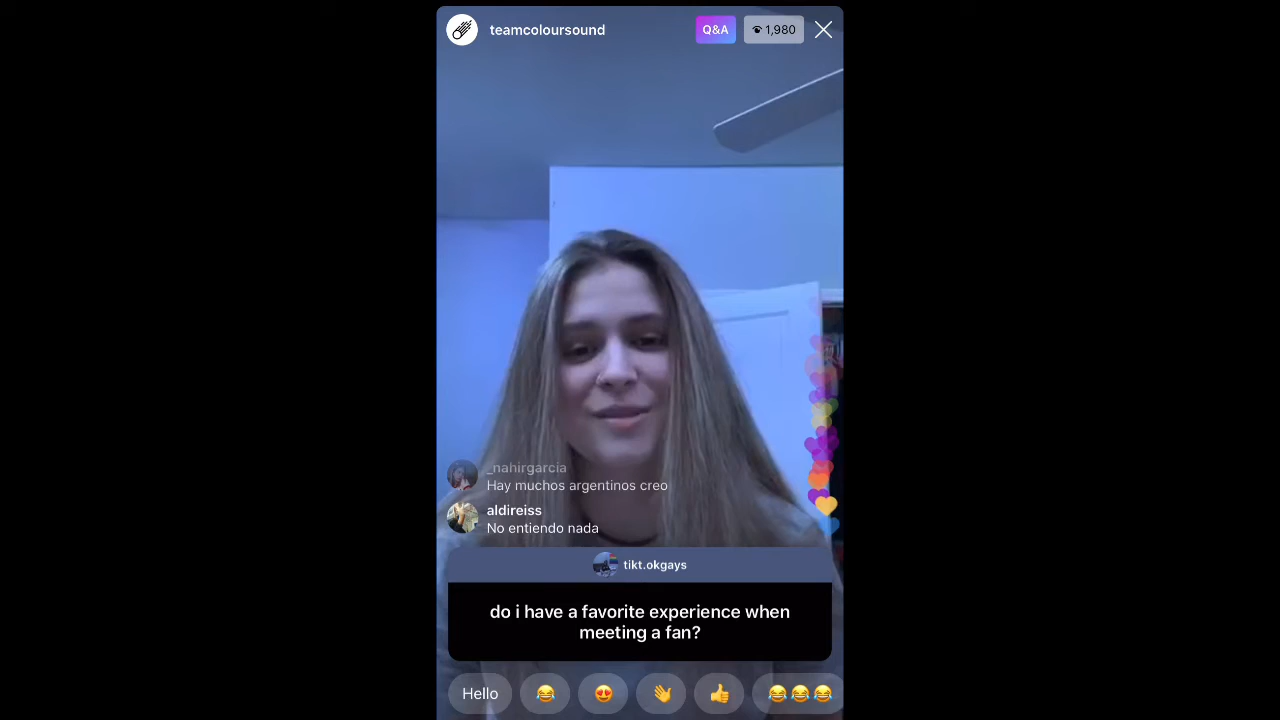 teamcoloursound
Q&A
1,980
_nahirgarcia
Hay muchos argentinos creo
aldireiss
No entiendo nada
tikt.okgays
do i have a favorite experience when
meeting a fan?
Hello